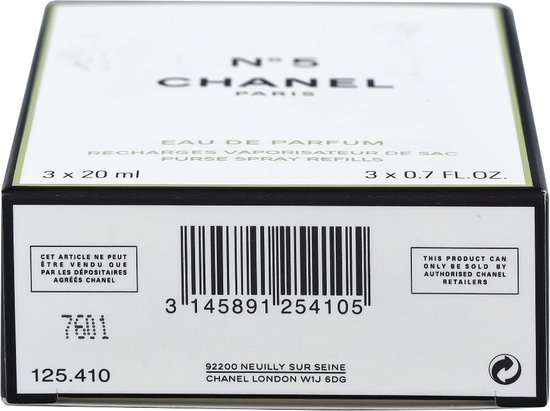 N°5
CHANEL
PARIS
EAU DE PARFUM
RECHARGES VAPORISATEUR DE SAC
PURSE SPRAY REFILLS
3 x 20 ml 3 x 0.7 FL.OZ.
CET ARTICLE NE PEUT
ÊTRE VENDU QUE
PAR LES DÉPOSITAIRES
AGRÉÉS CHANEL
THIS PRODUCT CAN
ONLY BE SOLD BY
AUTHORISED CHANEL
RETAILERS
3 145891 254105
7601
125.410
92200 NEUILLY SUR SEINE
CHANEL LONDON W1J 6DG